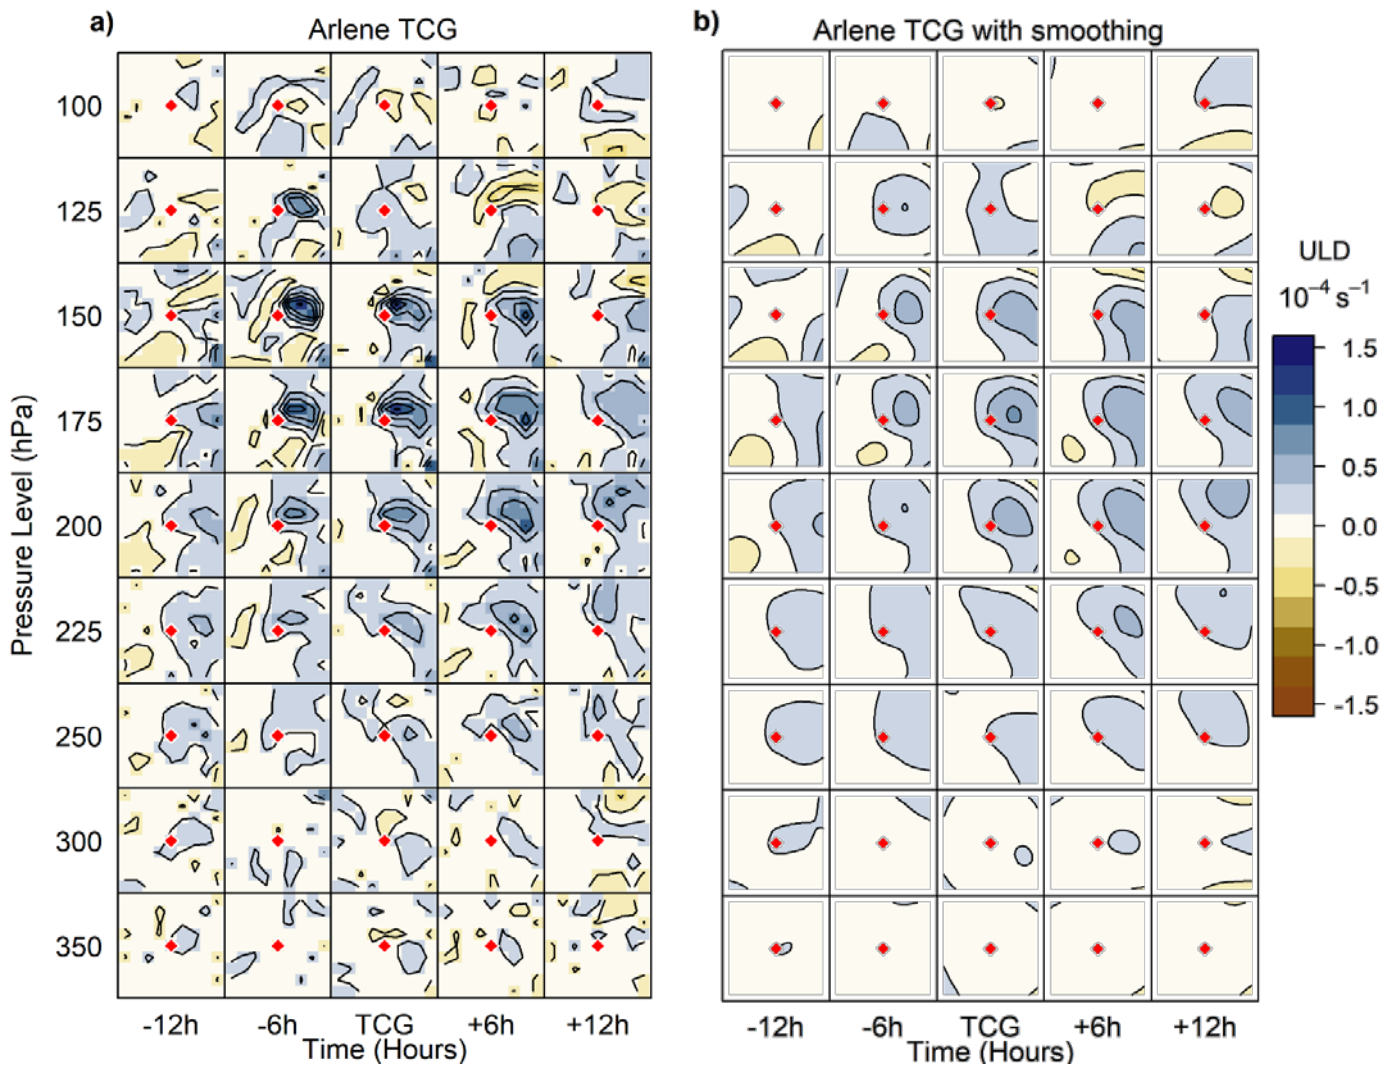 a)
Arlene TCG
b)
Arlene TCG with smoothing
100
125
150
175
200
225
250
300
350
Pressure Level (hPa)
-12h
-6h
TCG
+6h
+12h
Time (Hours)
-12h
-6h
TCG
+6h
+12h
Time (Hours)
ULD
10⁻⁴ s⁻¹
1.5
1.0
0.5
0.0
-0.5
-1.0
-1.5